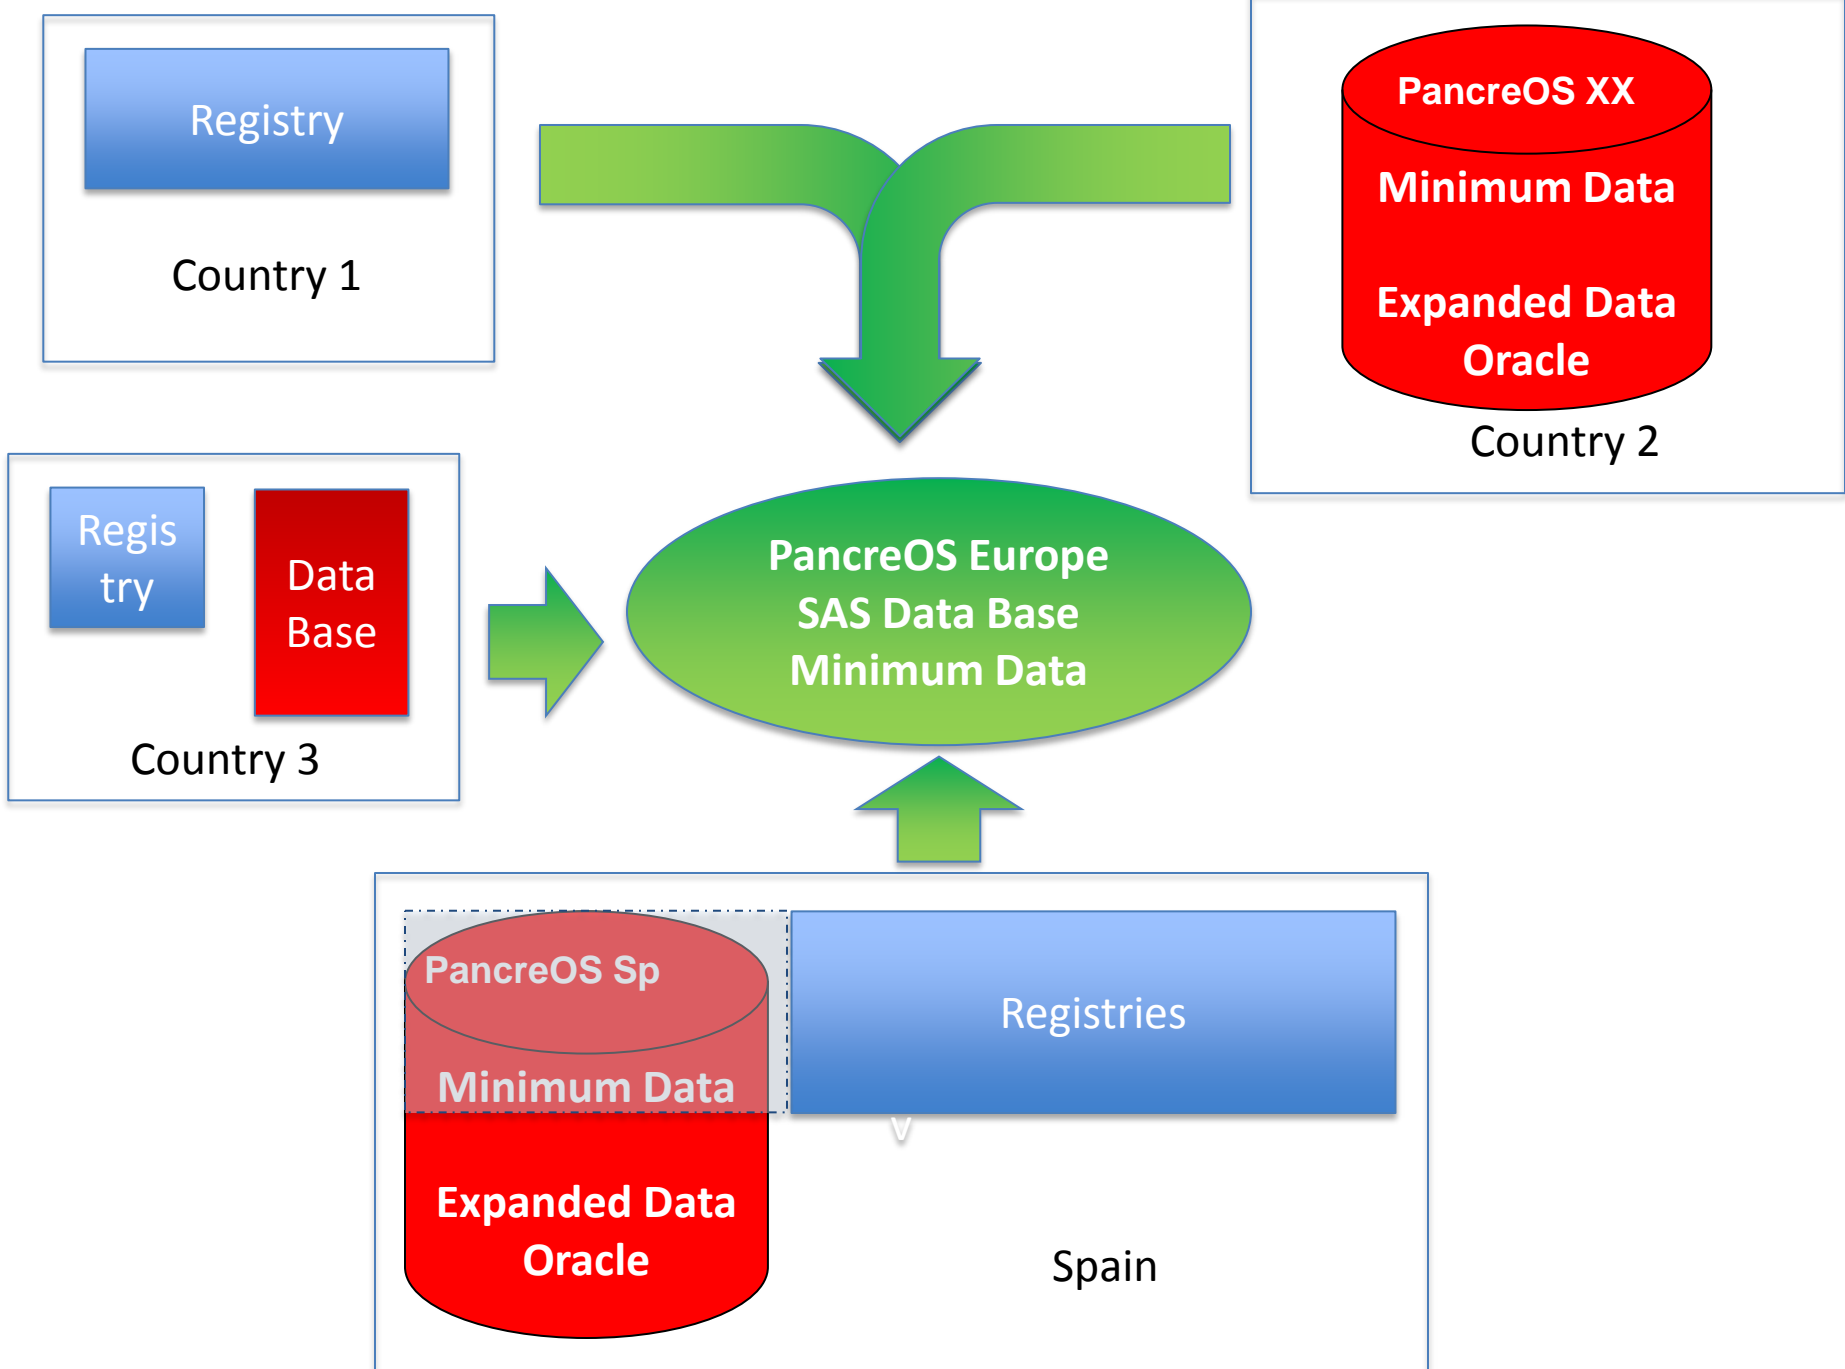 Registry
Country 1
PancreOS XX
Minimum Data
Expanded Data
Oracle
Country 2
Regis
try
Data
Base
Country 3
PancreOS Europe
SAS Data Base
Minimum Data
PancreOS Sp
Minimum Data
Expanded Data
Oracle
Registries
v
Spain